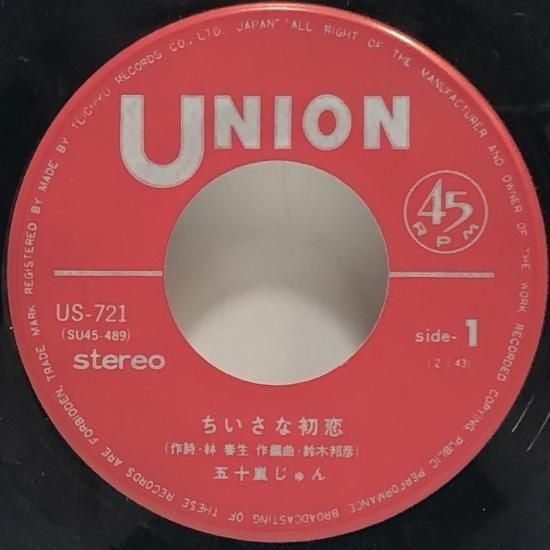 MADE BY TEICHIKU RECORDS CO., LTD. JAPAN "ALL RIGHT OF THE MANUFACTURER AND OWNER OF THE WORK RECORDED COPYING PUBLIC PERFORMANCE BROADCASTING OF THESE RECORDS ARE FORBIDDEN, TRADE MARK REGISTERED
UNION
45
RPM
US-721
(SU45-489)
stereo
side-1
ちいさな初恋
(作詩・林 春生 作編曲・鈴木邦彦)
五十嵐じゅん